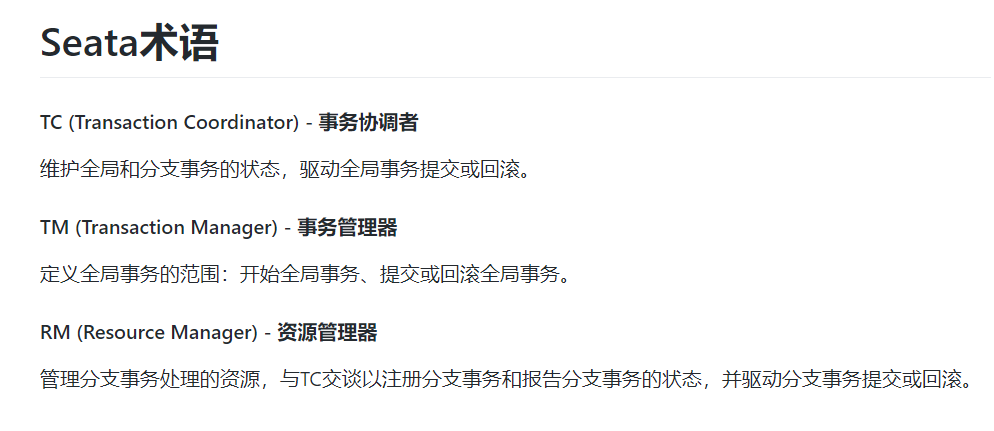 Seata术语
TC (Transaction Coordinator) - 事务协调者
维护全局和分支事务的状态，驱动全局事务提交或回滚。
TM (Transaction Manager) - 事务管理器
定义全局事务的范围：开始全局事务、提交或回滚全局事务。
RM (Resource Manager) - 资源管理器
管理分支事务处理的资源，与TC交谈以注册分支事务和报告分支事务的状态，并驱动分支事务提交或回滚。